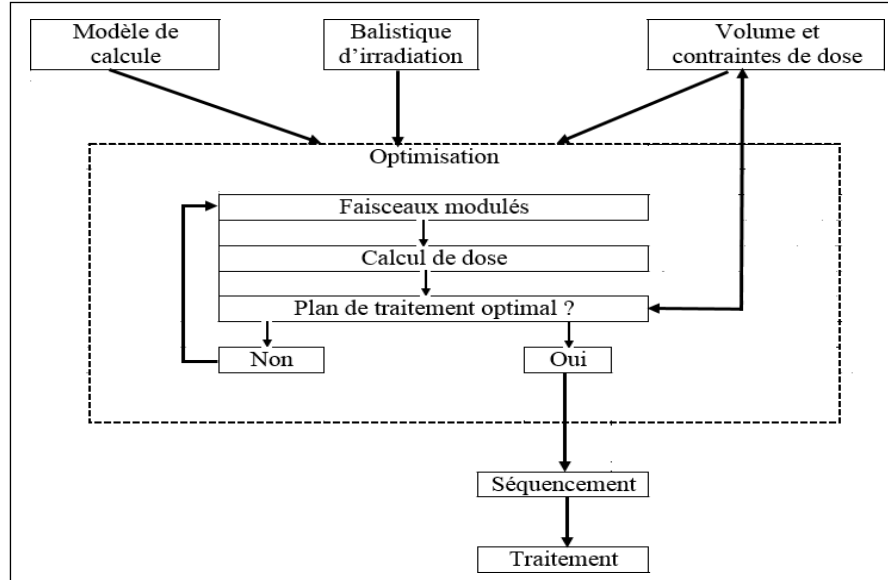 Modèle de
calcule
Balistique
d'irradiation
Volume et
contraintes de dose
Optimisation
Faisceaux modulés
Calcul de dose
Plan de traitement optimal ?
Non
Oui
Séquencement
Traitement